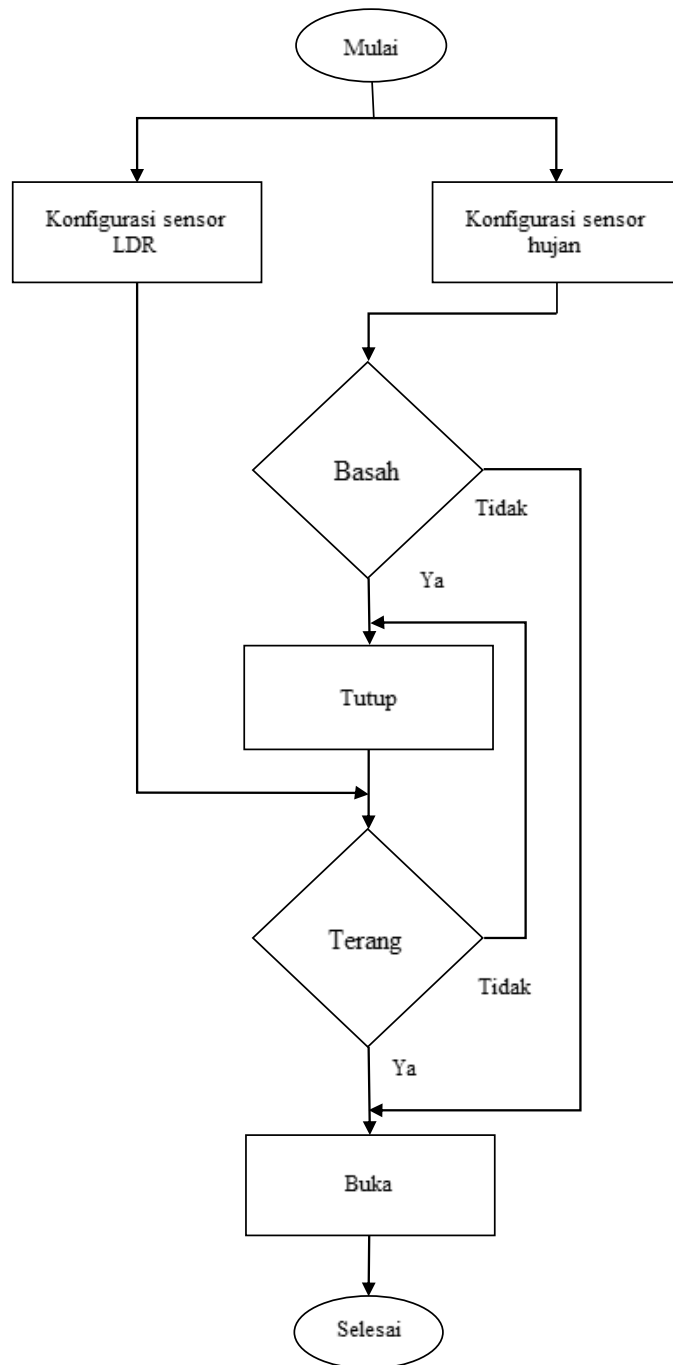 Mulai
Konfigurasi sensor
LDR
Konfigurasi sensor
hujan
Basah
Tidak
Ya
Tutup
Terang
Tidak
Ya
Buka
Selesai